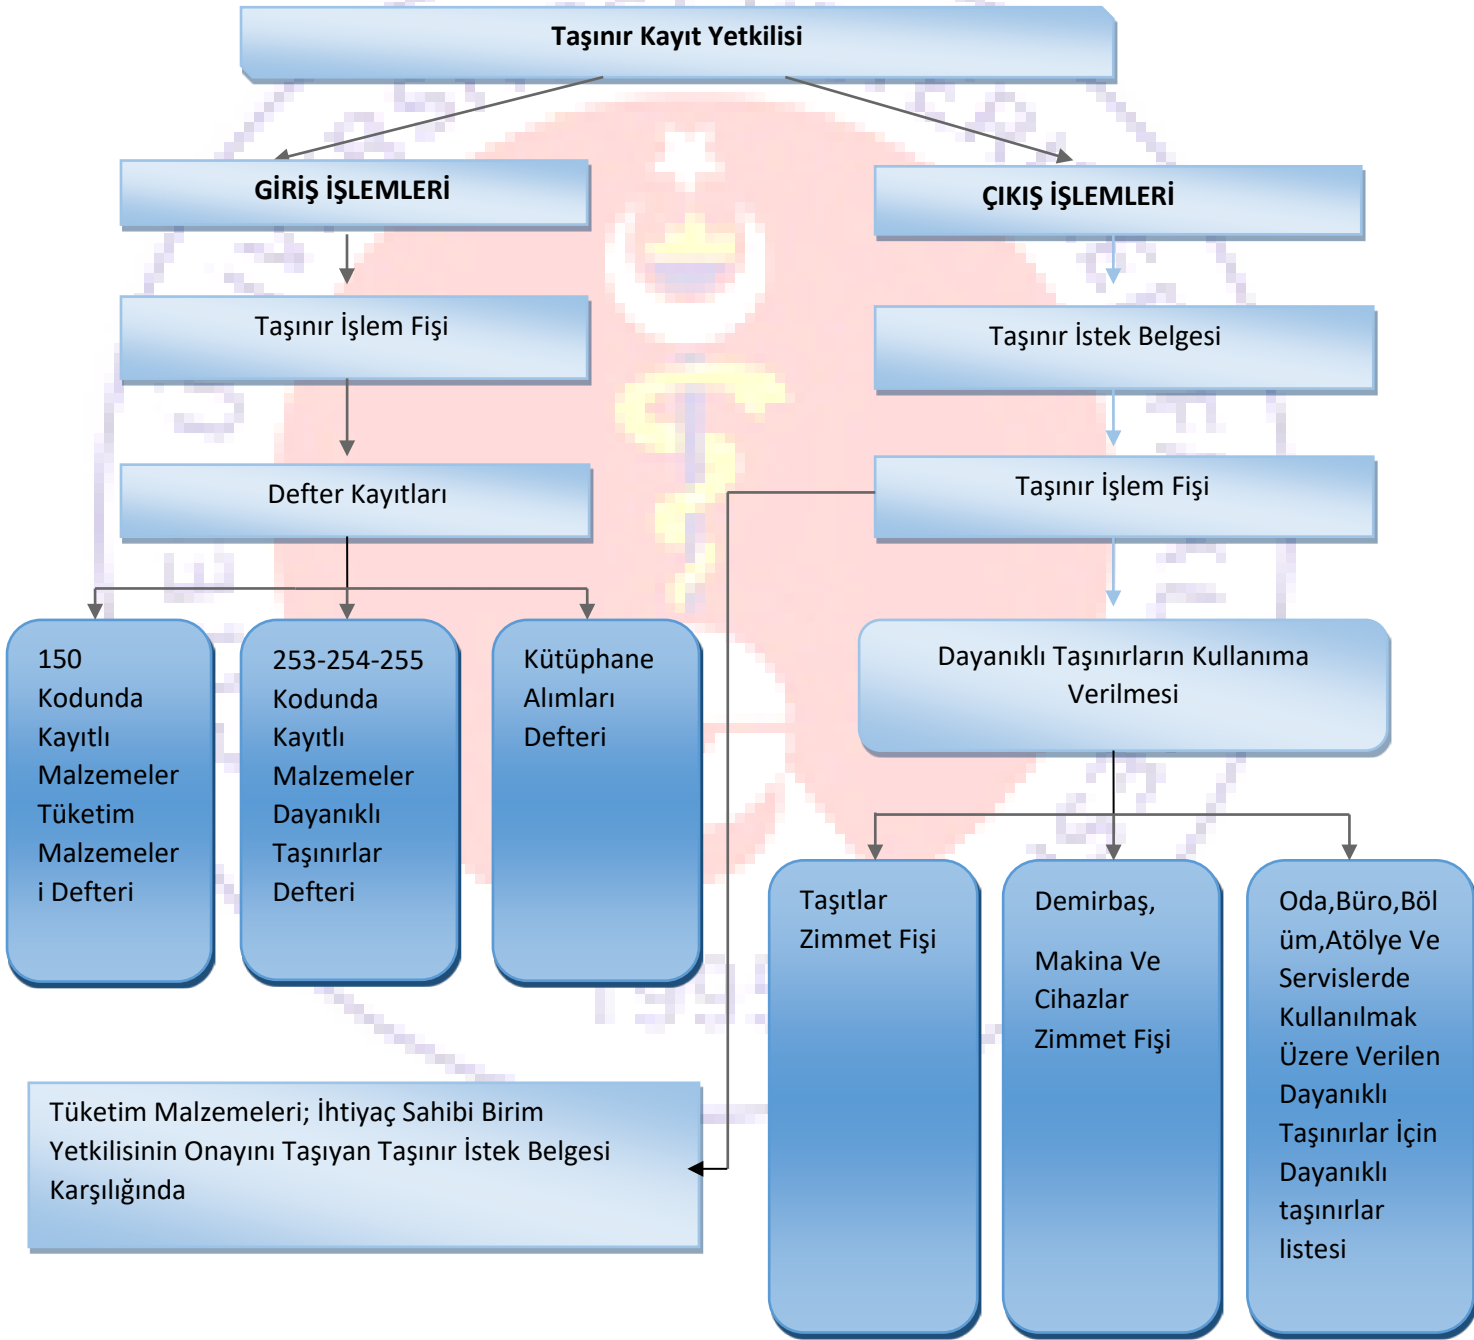 Taşınır Kayıt Yetkilisi
GİRİŞ İŞLEMLERİ
ÇIKIŞ İŞLEMLERİ
Taşınır İşlem Fişi
Taşınır İstek Belgesi
Defter Kayıtları
Taşınır İşlem Fişi
150
Kodunda
Kayıtlı
Malzemeler
Tüketim
Malzemeler
i Defteri
253-254-255
Kodunda
Kayıtlı
Malzemeler
Dayanıklı
Taşınırlar
Defteri
Kütüphane
Alımları
Defteri
Dayanıklı Taşınırların Kullanıma
Verilmesi
Taşıtlar
Zimmet Fişi
Demirbaş,
Makina Ve
Cihazlar
Zimmet Fişi
Oda,Büro,Böl
üm,Atölye Ve
Servislerde
Kullanılmak
Üzere Verilen
Dayanıklı
Taşınırlar İçin
Dayanıklı
taşınırlar
listesi
Tüketim Malzemeleri; İhtiyaç Sahibi Birim
Yetkilisinin Onayını Taşıyan Taşınır İstek Belgesi
Karşılığında